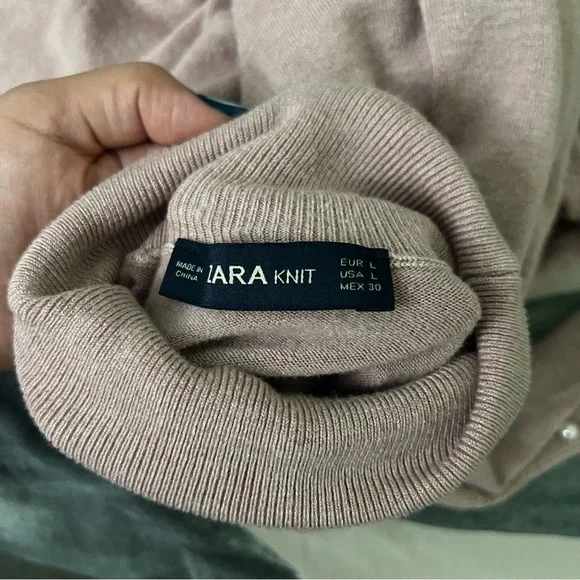 MADE IN
CHINA
ZARA KNIT
EUR L
USA L
MEX 30